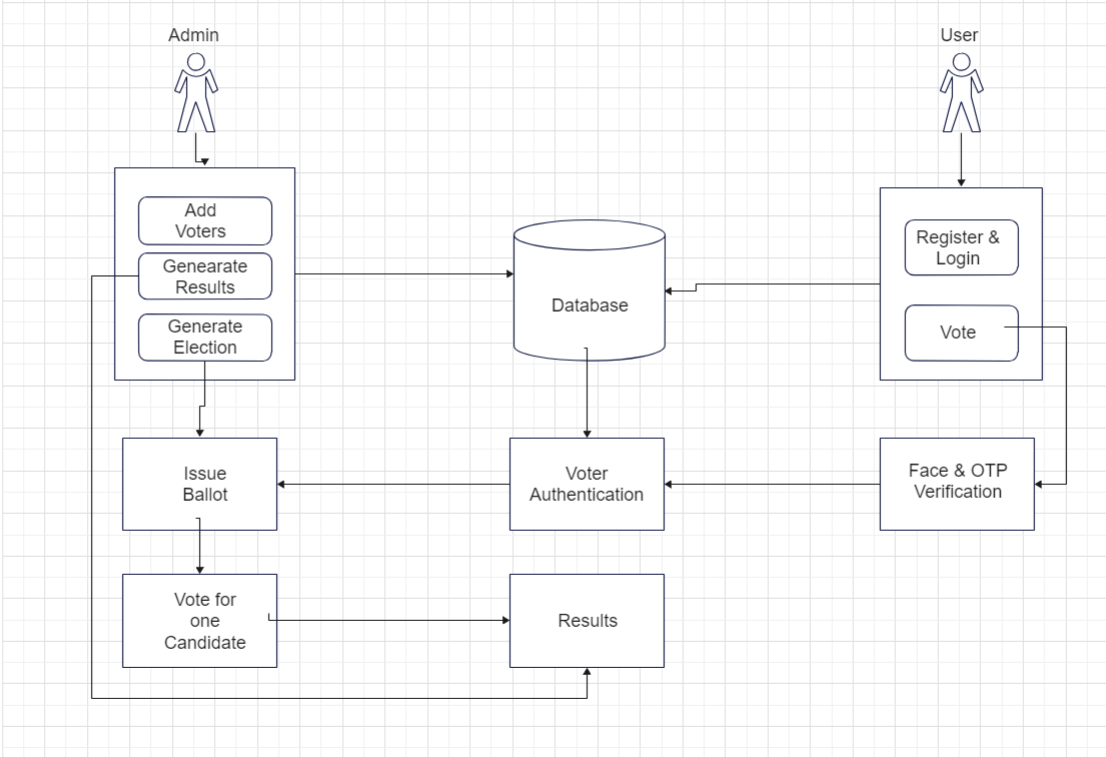 Admin
User
Add
Voters
Genearate
Results
Generate
Election
Database
Register &
Login
Vote
Issue
Ballot
Voter
Authentication
Face & OTP
Verification
Vote for
one
Candidate
Results